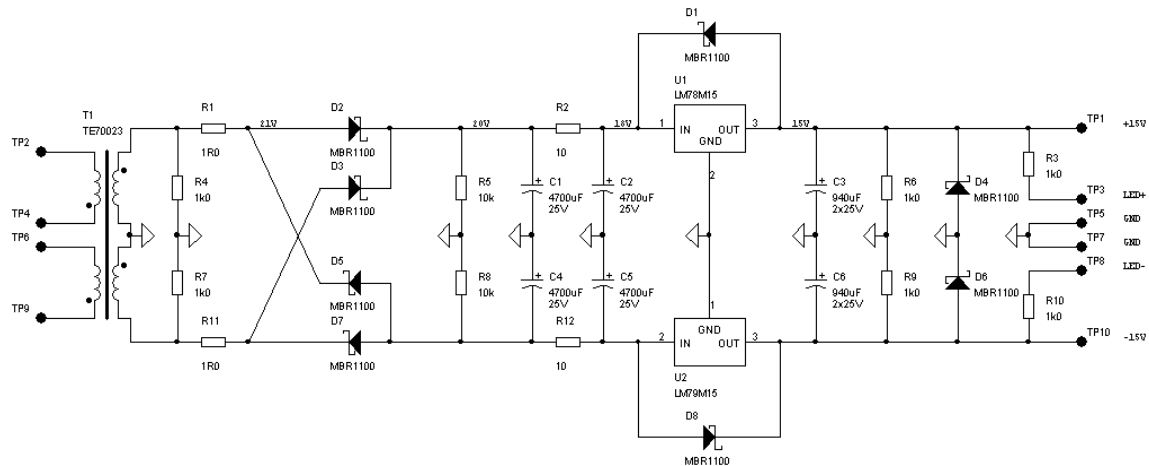 D1
MBR1100
U1
LM78M15
T1
TE70023
R1
21V
D2
20V
R2
18V
1
IN
OUT
3
15V
TP1
+15V
GND
TP2
1R0
MBR1100
10
D3
2
R3
1k0
R4
1k0
MBR1100
R5
10k
C1
4700uF
25V
C2
4700uF
25V
C3
940uF
2x25V
R6
1k0
D4
MBR1100
TP3
LED+
TP4
TP5
GND
TP6
TP7
GND
D5
TP8
LED-
R7
1k0
MBR1100
R8
10k
C4
4700uF
25V
C5
4700uF
25V
C6
940uF
2x25V
R9
1k0
D6
MBR1100
R10
1k0
TP9
R11
D7
R12
1
GND
2
IN
OUT
3
TP10
-15V
1R0
MBR1100
10
U2
LM79M15
D8
MBR1100